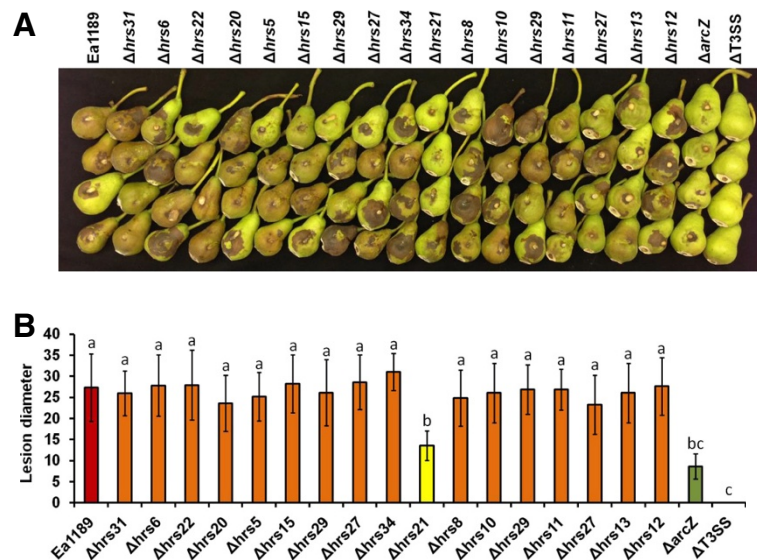 A
Ea1189
Δhrs31
Δhrs6
Δhrs22
Δhrs20
Δhrs5
Δhrs15
Δhrs29
Δhrs27
Δhrs34
Δhrs21
Δhrs8
Δhrs10
Δhrs29
Δhrs11
Δhrs27
Δhrs13
Δhrs12
ΔarcZ
ΔT3SS
B
Lesion diameter
40
35
30
25
20
15
10
5
0
a
a
a
a
a
a
a
a
a
a
b
a
a
a
a
a
a
a
bc
c
Ea1189
Δhrs31
Δhrs6
Δhrs22
Δhrs20
Δhrs5
Δhrs15
Δhrs29
Δhrs27
Δhrs34
Δhrs21
Δhrs8
Δhrs10
Δhrs29
Δhrs11
Δhrs27
Δhrs13
Δhrs12
ΔarcZ
ΔT3SS